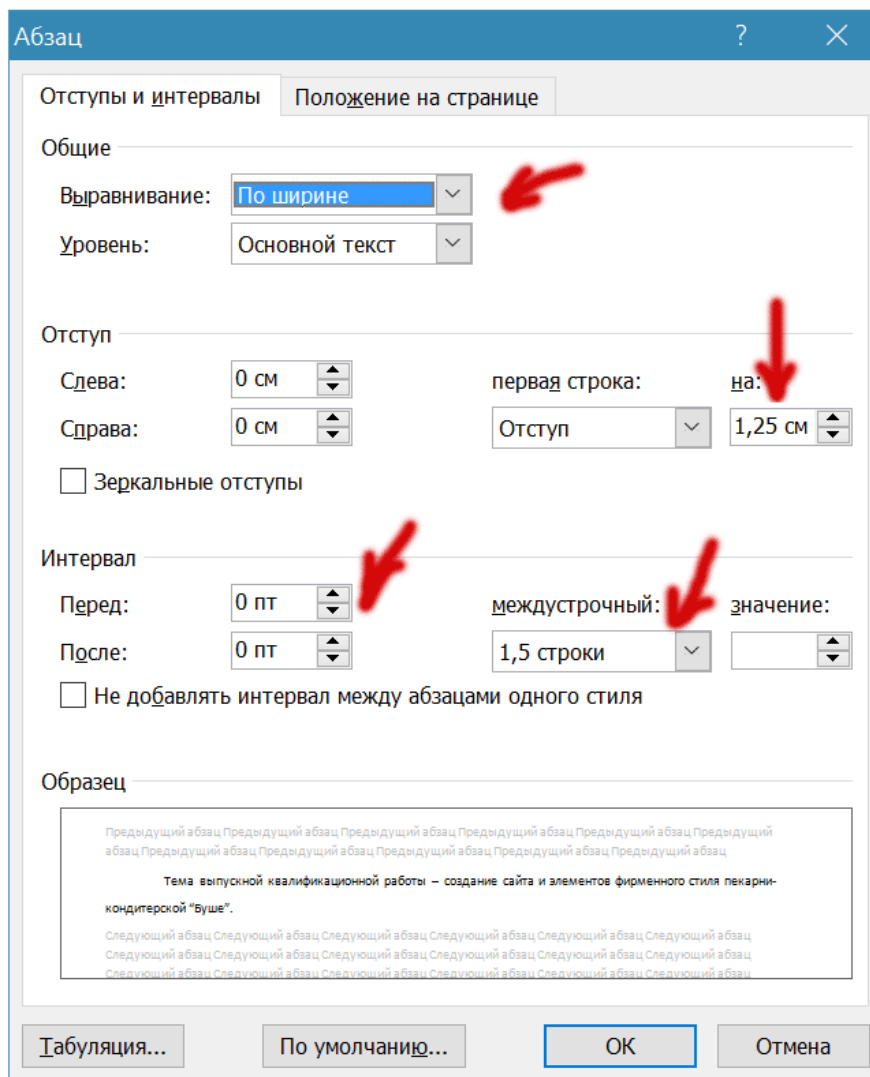 Абзац ?
Отступы и интервалы Положение на странице
Общие
Выравнивание: По ширине
Уровень: Основной текст
Отступ
Слева: 0 см первая строка: на:
Справа: 0 см Отступ 1,25 см
Зеркальные отступы
Интервал
Перед: 0 пт междустрочный: значение:
После: 0 пт 1,5 строки
Не добавлять интервал между абзацами одного стиля
Образец
Предыдущий абзац Предыдущий абзац Предыдущий абзац Предыдущий абзац Предыдущий абзац Предыдущий
абзац Предыдущий абзац Предыдущий абзац Предыдущий абзац Предыдущий абзац Предыдущий абзац
Тема выпускной квалификационной работы – создание сайта и элементов фирменного стиля пекарни-
кондитерской “Буше”.
Следующий абзац Следующий абзац Следующий абзац Следующий абзац Следующий абзац Следующий абзац
Следующий абзац Следующий абзац Следующий абзац Следующий абзац Следующий абзац Следующий абзац
Следующий абзац Следующий абзац Следующий абзац Следующий абзац Следующий абзац Следующий абзац
Табуляция... По умолчанию... ОК Отмена